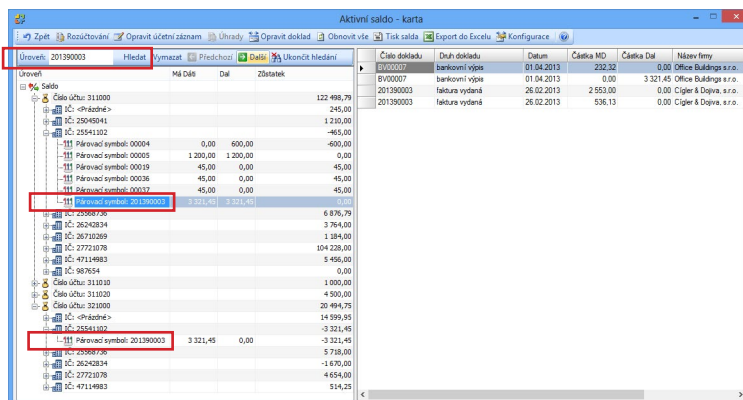 Aktivní saldo - karta
Zpět Rozúčtování Opravit účetní záznam Úhrady Opravit doklad Obnovit vše Tisk salda Export do Excelu Konfigurace
Úroveň: 201390003 Hledat Vymazat Předchozí Další Ukončit hledání
Úroveň Má Dáti Dal Zůstatek
Saldo
Číslo účtu: 311000 122 498,79
IČ: <Prázdné> 245,00
IČ: 25045041 1 210,00
IČ: 25541102 -465,00
Párovací symbol: 00004 0,00 600,00 -600,00
Párovací symbol: 00005 1 200,00 1 200,00 0,00
Párovací symbol: 00019 45,00 0,00 45,00
Párovací symbol: 00036 45,00 0,00 45,00
Párovací symbol: 00037 45,00 0,00 45,00
Párovací symbol: 201390003 3 321,45 3 321,45 0,00
IČ: 25568736 6 876,79
IČ: 26242834 3 764,00
IČ: 26710269 1 184,00
IČ: 27721078 104 228,00
IČ: 47114983 5 456,00
IČ: 987654 0,00
Číslo účtu: 311010 1 000,00
Číslo účtu: 311020 4 500,00
Číslo účtu: 321000 20 494,75
IČ: <Prázdné> 14 599,95
IČ: 25541102 -3 321,45
Párovací symbol: 201390003 3 321,45 0,00 -3 321,45
IČ: 25568736 5 718,00
IČ: 26242834 -1 670,00
IČ: 27721078 4 654,00
IČ: 47114983 514,25
Číslo dokladu Druh dokladu Datum Částka MD Částka Dal Název firmy
BV00007 bankovní výpis 01.04.2013 232,32 0,00 Office Buildings s.r.o.
BV00007 bankovní výpis 01.04.2013 0,00 3 321,45 Office Buildings s.r.o.
201390003 faktura vydaná 26.02.2013 2 553,00 0,00 Cígler & Dojiva, s.r.o.
201390003 faktura vydaná 26.02.2013 536,13 0,00 Cígler & Dojiva, s.r.o.